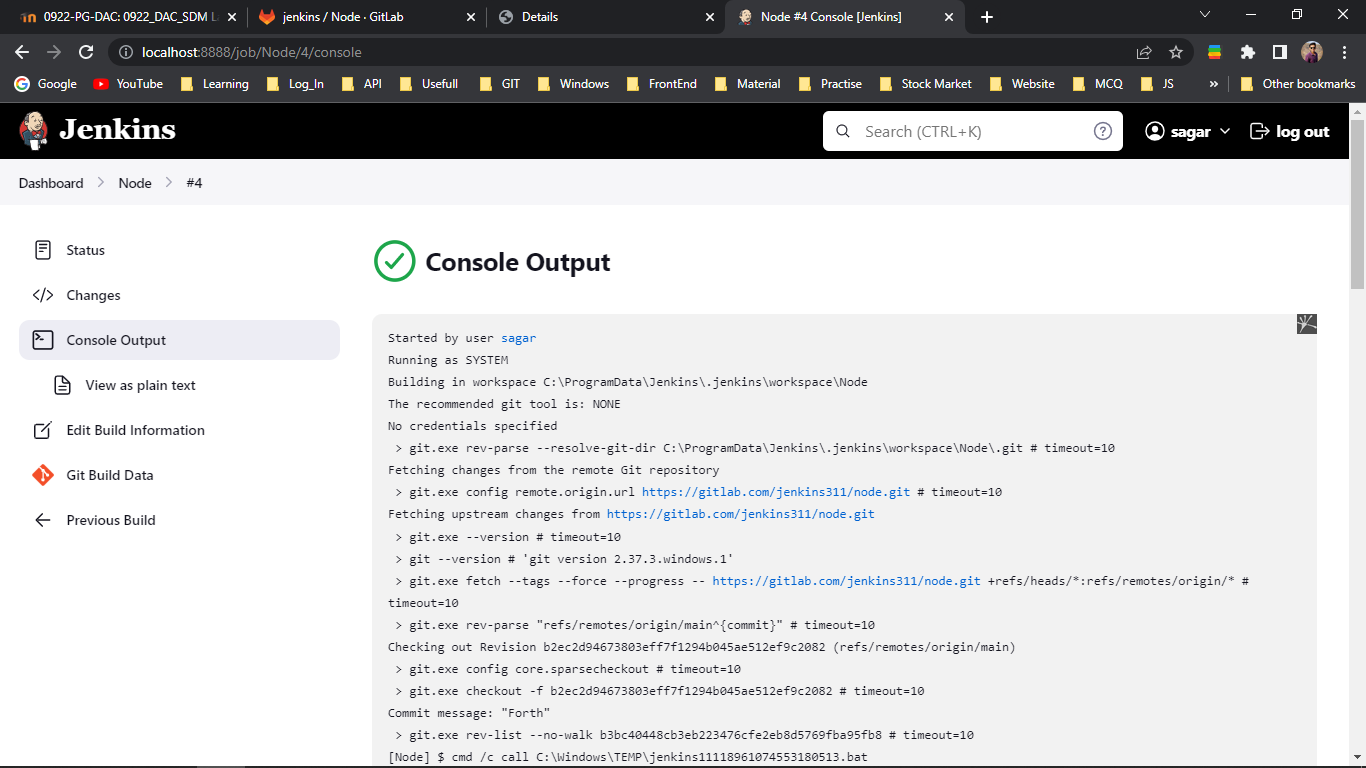 0922-PG-DAC: 0922_DAC_SDM L
jenkins / Node · GitLab
Details
Node #4 Console [Jenkins]
localhost:8888/job/Node/4/console
Google
YouTube
Learning
Log_In
API
Usefull
GIT
Windows
FrontEnd
Material
Practise
Stock Market
Website
MCQ
JS
»
Other bookmarks
Jenkins
Search (CTRL+K)
sagar
log out
Dashboard
Node
#4
Status
Changes
Console Output
View as plain text
Edit Build Information
Git Build Data
Previous Build
Console Output
Started by user sagar
Running as SYSTEM
Building in workspace C:\ProgramData\Jenkins\.jenkins\workspace\Node
The recommended git tool is: NONE
No credentials specified
> git.exe rev-parse --resolve-git-dir C:\ProgramData\Jenkins\.jenkins\workspace\Node\.git # timeout=10
Fetching changes from the remote Git repository
> git.exe config remote.origin.url https://gitlab.com/jenkins311/node.git # timeout=10
Fetching upstream changes from https://gitlab.com/jenkins311/node.git
> git.exe --version # timeout=10
> git --version # 'git version 2.37.3.windows.1'
> git.exe fetch --tags --force --progress -- https://gitlab.com/jenkins311/node.git +refs/heads/*:refs/remotes/origin/* #
timeout=10
> git.exe rev-parse "refs/remotes/origin/main^{commit}" # timeout=10
Checking out Revision b2ec2d94673803eff7f1294b045ae512ef9c2082 (refs/remotes/origin/main)
> git.exe config core.sparsecheckout # timeout=10
> git.exe checkout -f b2ec2d94673803eff7f1294b045ae512ef9c2082 # timeout=10
Commit message: "Forth"
> git.exe rev-list --no-walk b3bc40448cb3eb223476cfe2eb8d5769fba95fb8 # timeout=10
[Node] $ cmd /c call C:\Windows\TEMP\jenkins11118961074553180513.bat